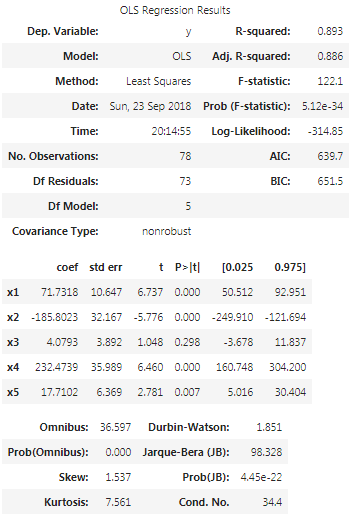 OLS Regression Results
Dep. Variable: y R-squared: 0.893
Model: OLS Adj. R-squared: 0.886
Method: Least Squares F-statistic: 122.1
Date: Sun, 23 Sep 2018 Prob (F-statistic): 5.12e-34
Time: 20:14:55 Log-Likelihood: -314.85
No. Observations: 78 AIC: 639.7
Df Residuals: 73 BIC: 651.5
Df Model: 5
Covariance Type: nonrobust
coef std err t P>|t| [0.025 0.975]
x1 71.7318 10.647 6.737 0.000 50.512 92.951
x2 -185.8023 32.167 -5.776 0.000 -249.910 -121.694
x3 4.0793 3.892 1.048 0.298 -3.678 11.837
x4 232.4739 35.989 6.460 0.000 160.748 304.200
x5 17.7102 6.369 2.781 0.007 5.016 30.404
Omnibus: 36.597 Durbin-Watson: 1.851
Prob(Omnibus): 0.000 Jarque-Bera (JB): 98.328
Skew: 1.537 Prob(JB): 4.45e-22
Kurtosis: 7.561 Cond. No. 34.4